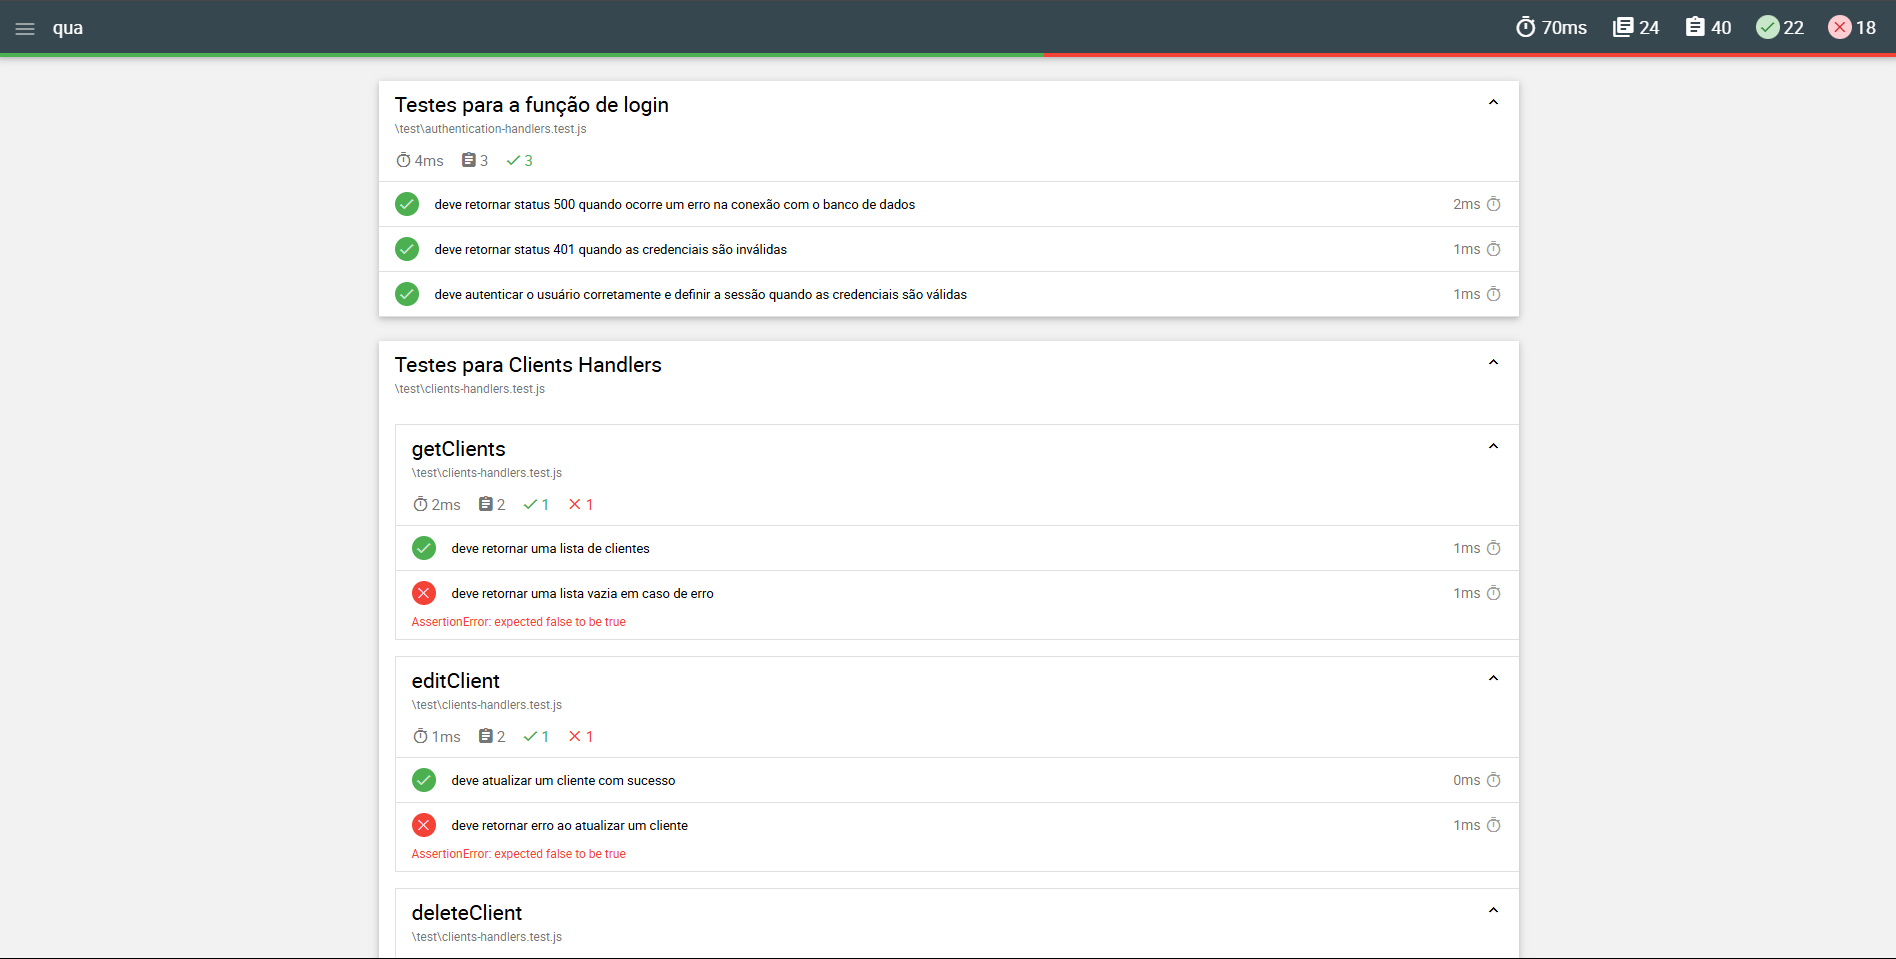 qua
70ms 24 40 22 18
Testes para a função de login
\test\authentication-handlers.test.js
4ms 3 3
deve retornar status 500 quando ocorre um erro na conexão com o banco de dados 2ms
deve retornar status 401 quando as credenciais são inválidas 1ms
deve autenticar o usuário corretamente e definir a sessão quando as credenciais são válidas 1ms
Testes para Clients Handlers
\test\clients-handlers.test.js
getClients
\test\clients-handlers.test.js
2ms 2 1 1
deve retornar uma lista de clientes 1ms
deve retornar uma lista vazia em caso de erro 1ms
AssertionError: expected false to be true
editClient
\test\clients-handlers.test.js
1ms 2 1 1
deve atualizar um cliente com sucesso 0ms
deve retornar erro ao atualizar um cliente 1ms
AssertionError: expected false to be true
deleteClient
\test\clients-handlers.test.js